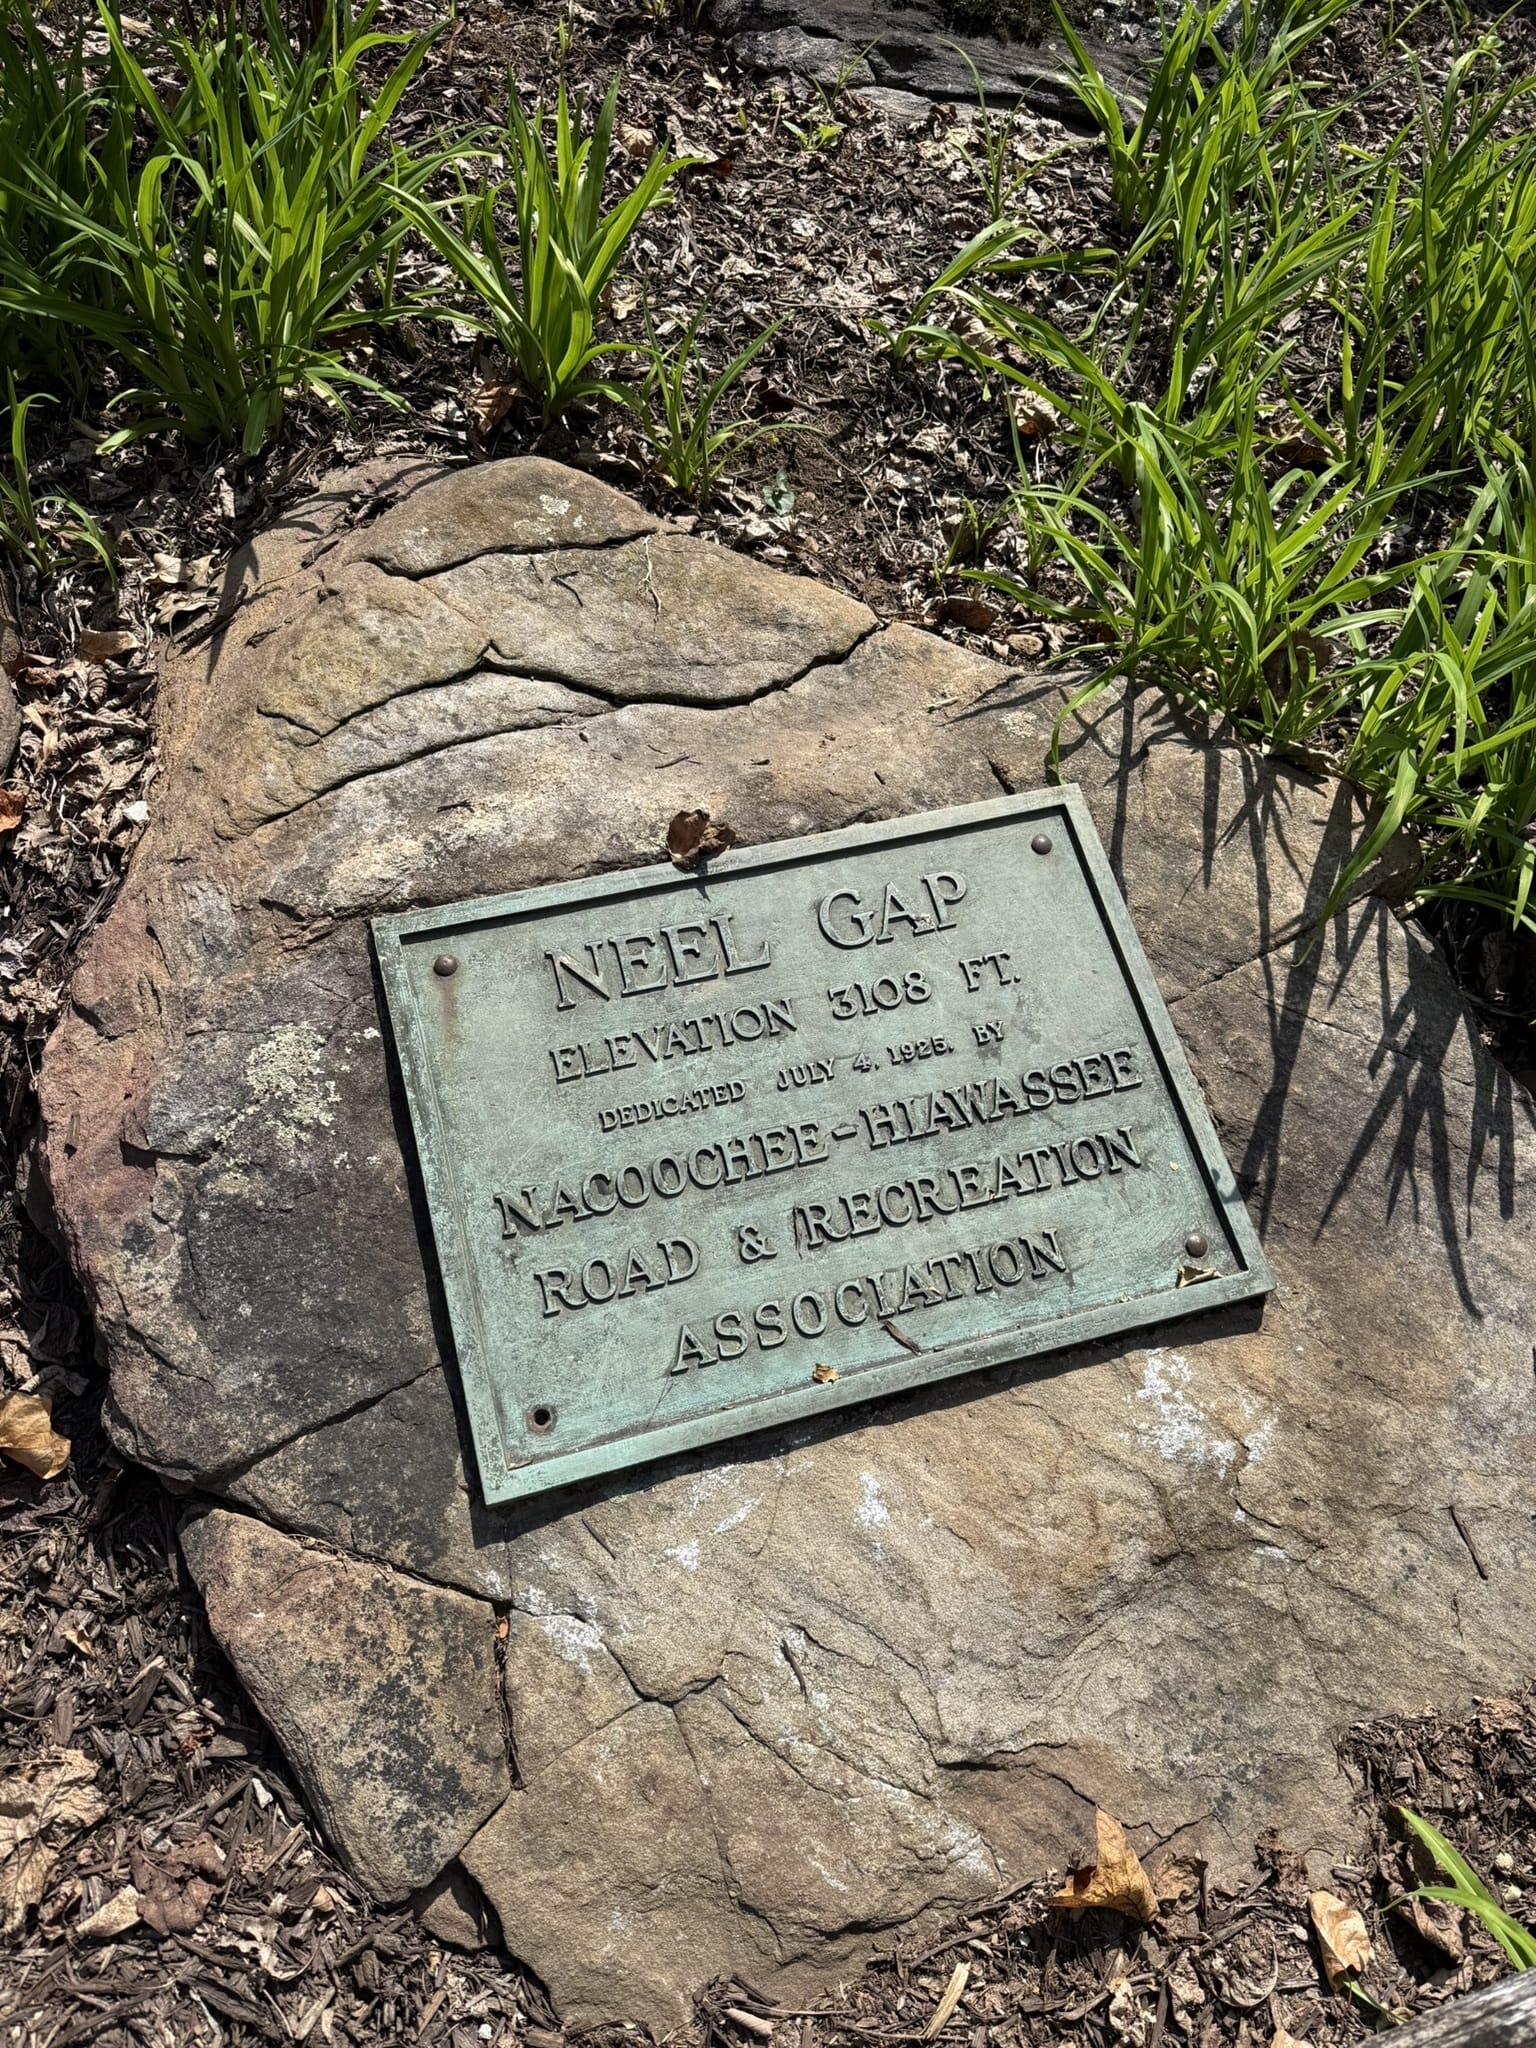 NEEL GAP
ELEVATION 3108 FT.
DEDICATED JULY 4, 1925, BY
NACOOCHEE-HIAWASSEE
ROAD & RECREATION
ASSOCIATION